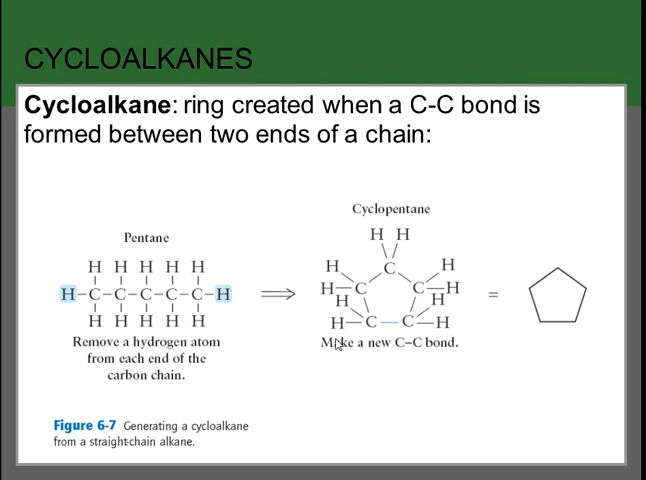 CYCLOALKANES
Cycloalkane: ring created when a C-C bond is
formed between two ends of a chain:
Pentane
H H H H H
H-C-C-C-C-C-H
H H H H H
Remove a hydrogen atom
from each end of the
carbon chain.
Cyclopentane
H H
H C H
H-C C-H
H H
H-C-C-H
Make a new C-C bond.
=
Figure 6-7 Generating a cycloalkane
from a straight-chain alkane.